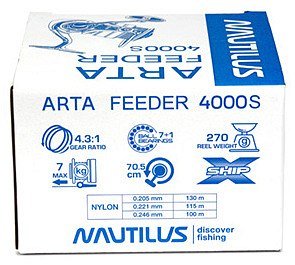 NAUTILUS
ARTA
FEEDER
ARTA FEEDER 4000S
4.3:1
GEAR RATIO
BALL BEARINGS
7+1
270
REEL WEIGHT
g
7
MAX
kg
70.5
cm
X SHIP
NYLON
0.205 mm 130 m
0.221 mm 115 m
0.246 mm 100 m
NAUTILUS discover fishing